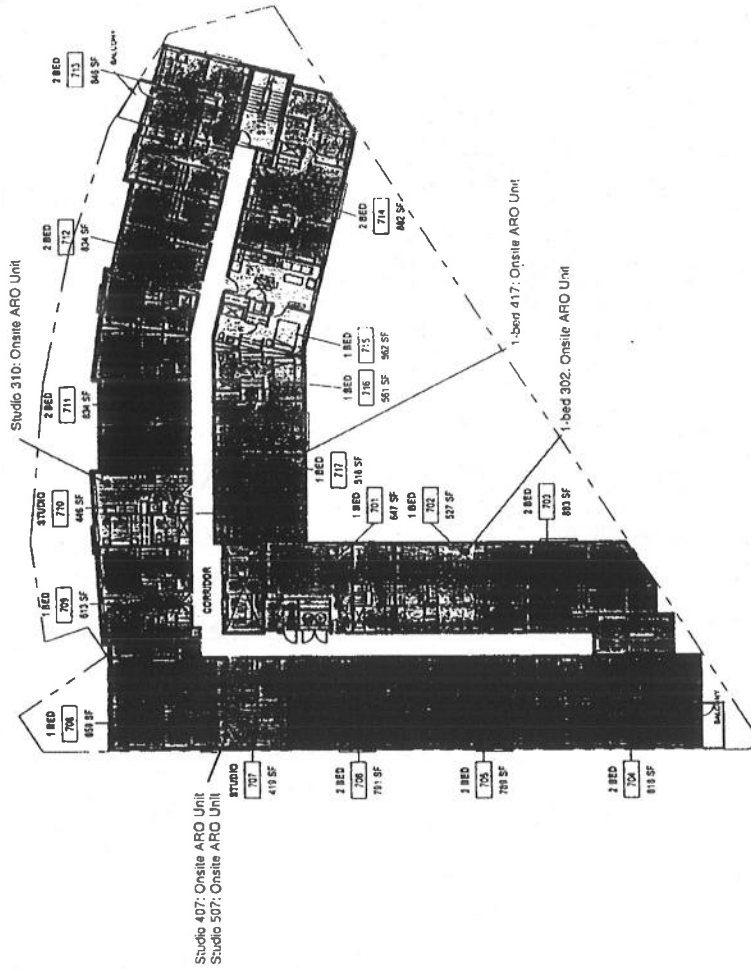 Studio 310: Onsite ARO Unit
1-bed 417: Onsite ARO Unit
1-bed 302. Onsite ARO Unit
Studio 407: Onsite ARO Unit
Studio 507: Onsite ARO Unit
2 BED
713
846 SF
BALCONY
2 BED
712
834 SF
2 BED
711
834 SF
STUDIO
710
446 SF
1 BED
709
613 SF
1 BED
708
658 SF
STUDIO
707
419 SF
2 BED
706
791 SF
2 BED
705
789 SF
2 BED
704
818 SF
BALCONY
2 BED
703
883 SF
1 BED
702
527 SF
1 BED
701
647 SF
1 BED
717
518 SF
1 BED
716
561 SF
1 BED
715
562 SF
2 BED
714
882 SF
CORRIDOR